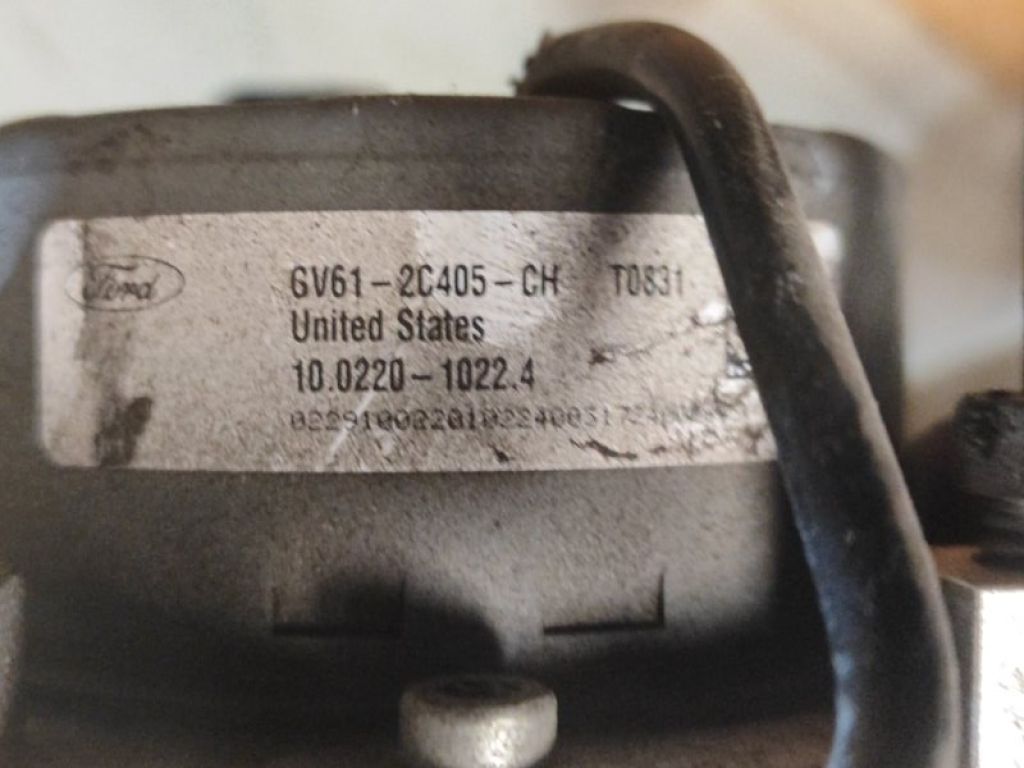 Ford
GV61-2C405-CH T0831
United States
10.0220-1022.4